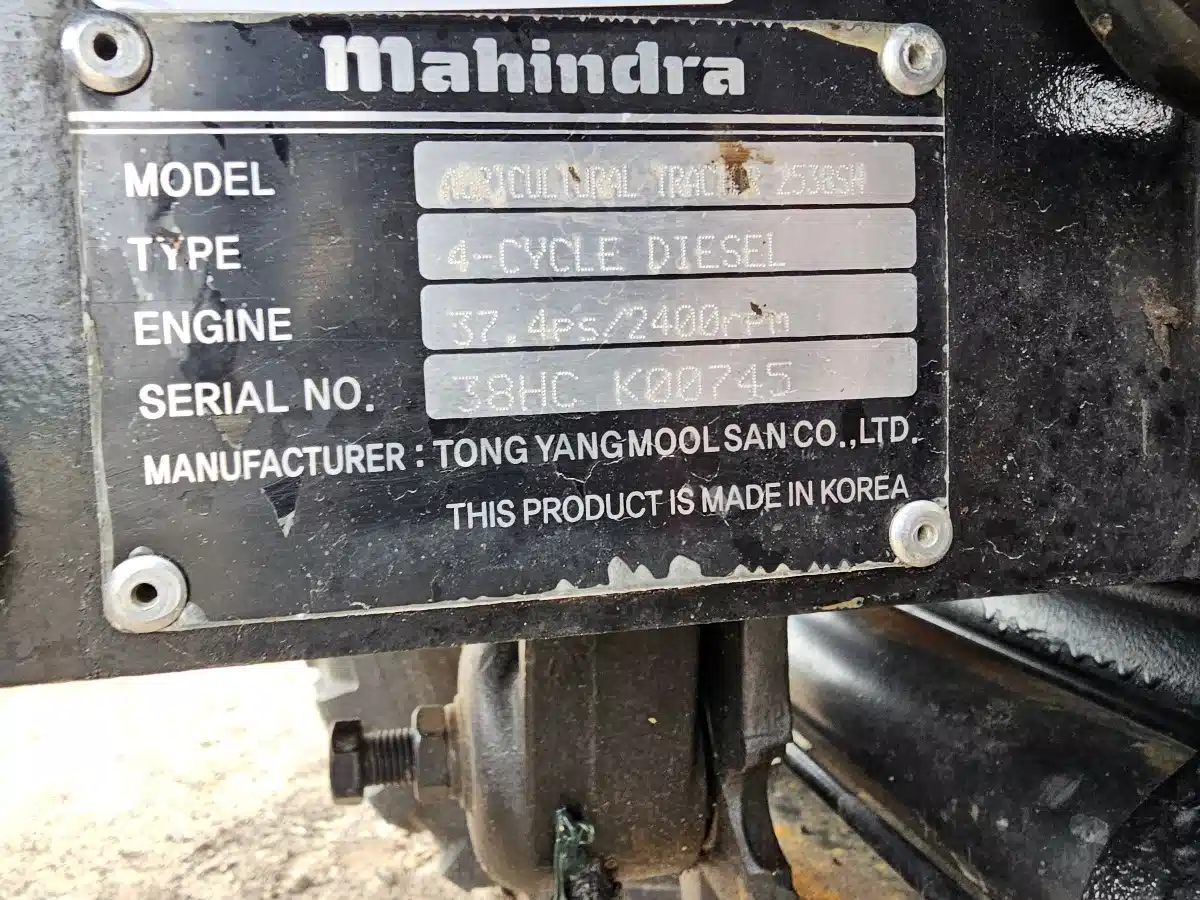 Mahindra
MODEL AGRICULTURAL TRACTOR 2538SH
TYPE 4-CYCLE DIESEL
ENGINE 37.4ps/2400rpm
SERIAL NO. 38HC K00745
MANUFACTURER : TONG YANG MOOL SAN CO., LTD.
THIS PRODUCT IS MADE IN KOREA